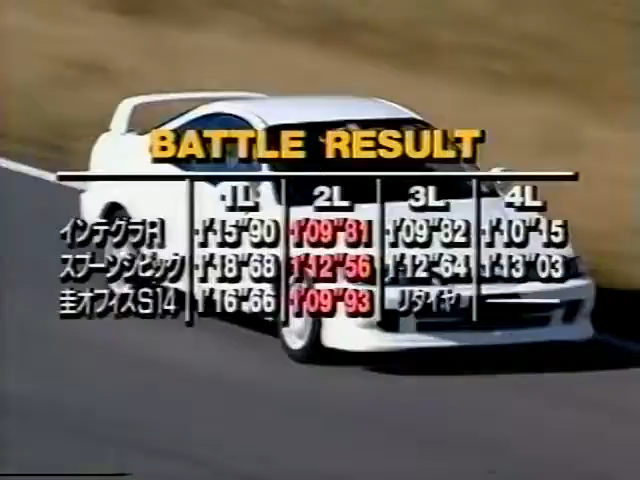 BATTLE RESULT
1L 2L 3L 4L
インテグラR 1'15"90 1'09"81 1'09"82 1'10"15
スプーンシビック 1'18"68 1'12"56 1'12"64 1'13"03
圭オフィスS14 1'16"66 1'09"93 リタイヤ ―